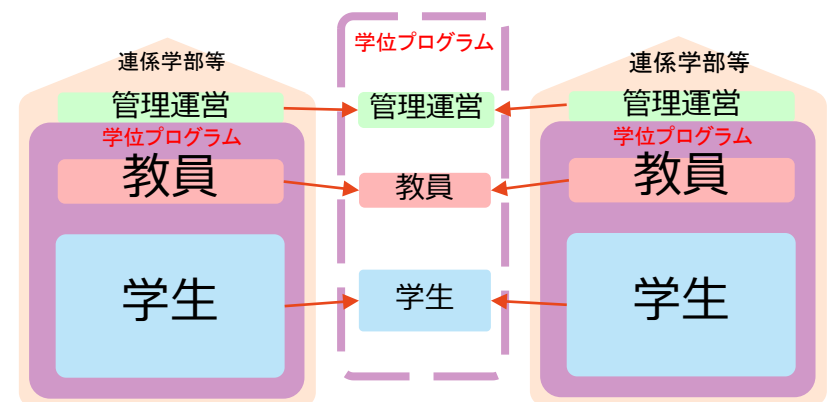 連係学部等
管理運営
学位プログラム
教員
学生
学位プログラム
管理運営
教員
学生
連係学部等
管理運営
学位プログラム
教員
学生